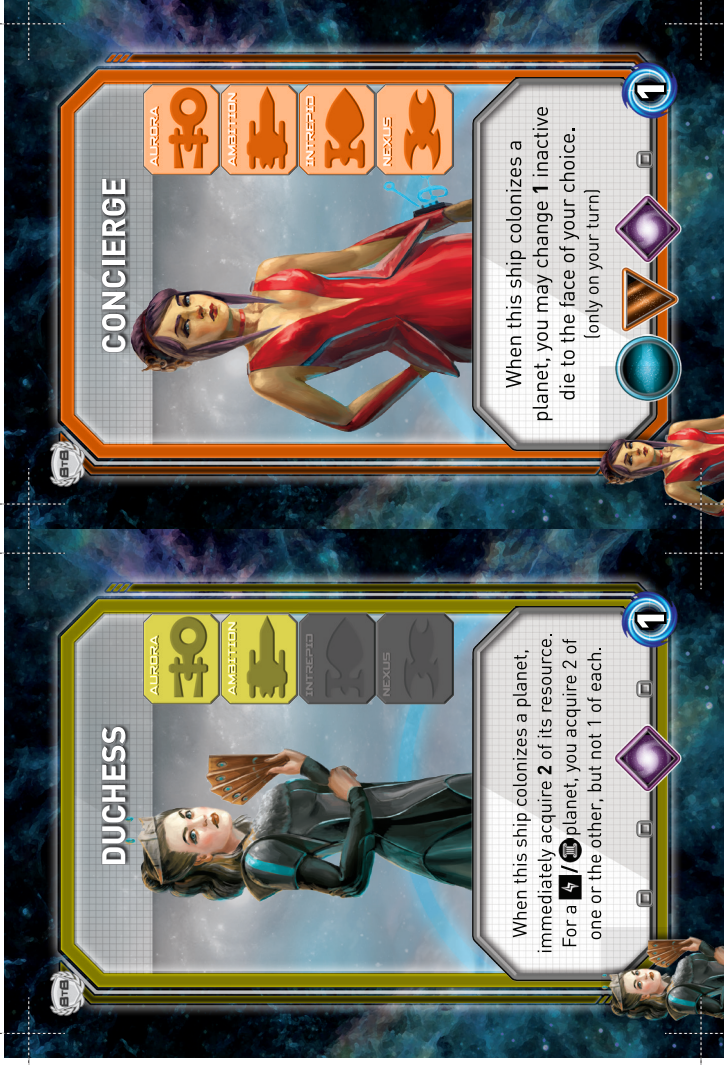 CONCIERGE
AURORA
AMBITION
INTREPID
NEXUS
When this ship colonizes a
planet, you may change 1 inactive
die to the face of your choice.
(only on your turn)
1
BTB
DUCHESS
AURORA
AMBITION
INTREPID
NEXUS
When this ship colonizes a planet,
immediately acquire 2 of its resource.
For a / planet, you acquire 2 of
one or the other, but not 1 of each.
1
BTB